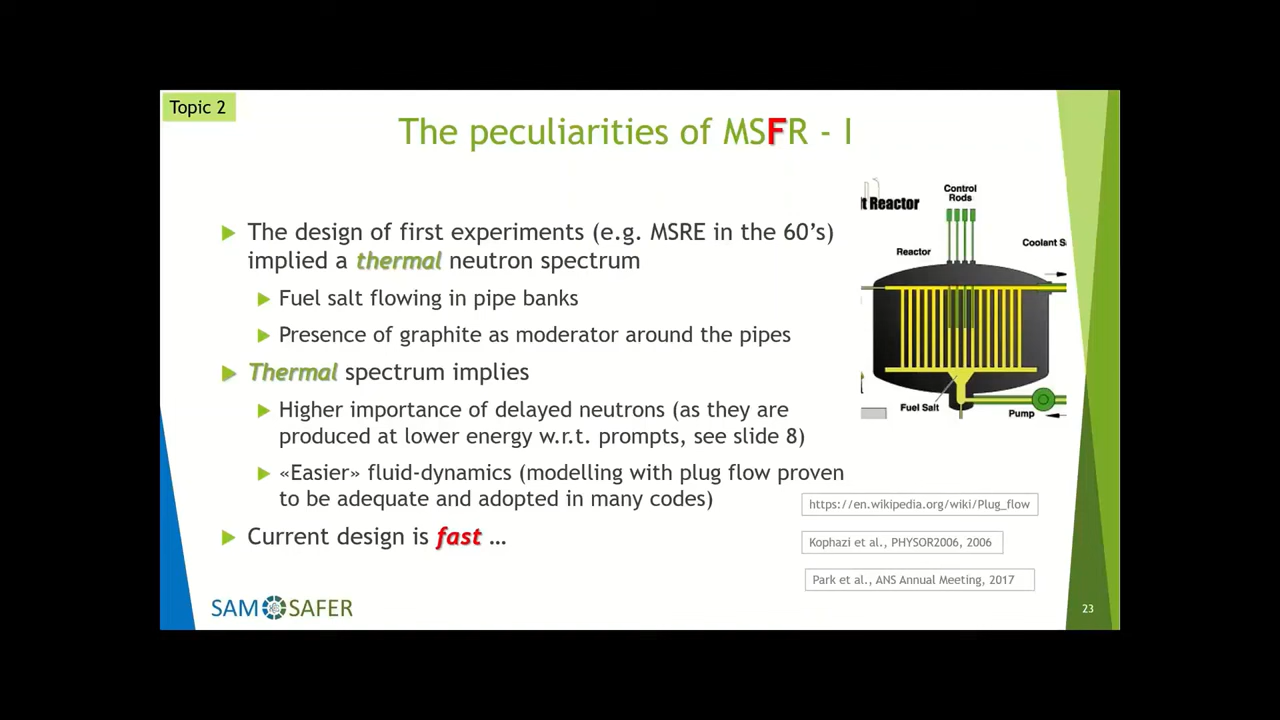 Topic 2
The peculiarities of MSFR - I
The design of first experiments (e.g. MSRE in the 60's)
implied a thermal neutron spectrum
Fuel salt flowing in pipe banks
Presence of graphite as moderator around the pipes
Thermal spectrum implies
Higher importance of delayed neutrons (as they are
produced at lower energy w.r.t. prompts, see slide 8)
«Easier» fluid-dynamics (modelling with plug flow proven
to be adequate and adopted in many codes)
Current design is fast ...
t Reactor
Control
Rods
Coolant Sa
Reactor
Fuel Salt
Pump
https://en.wikipedia.org/wiki/Plug_flow
Kophazi et al., PHYSOR2006, 2006
Park et al., ANS Annual Meeting, 2017
SAMOSAFER
23